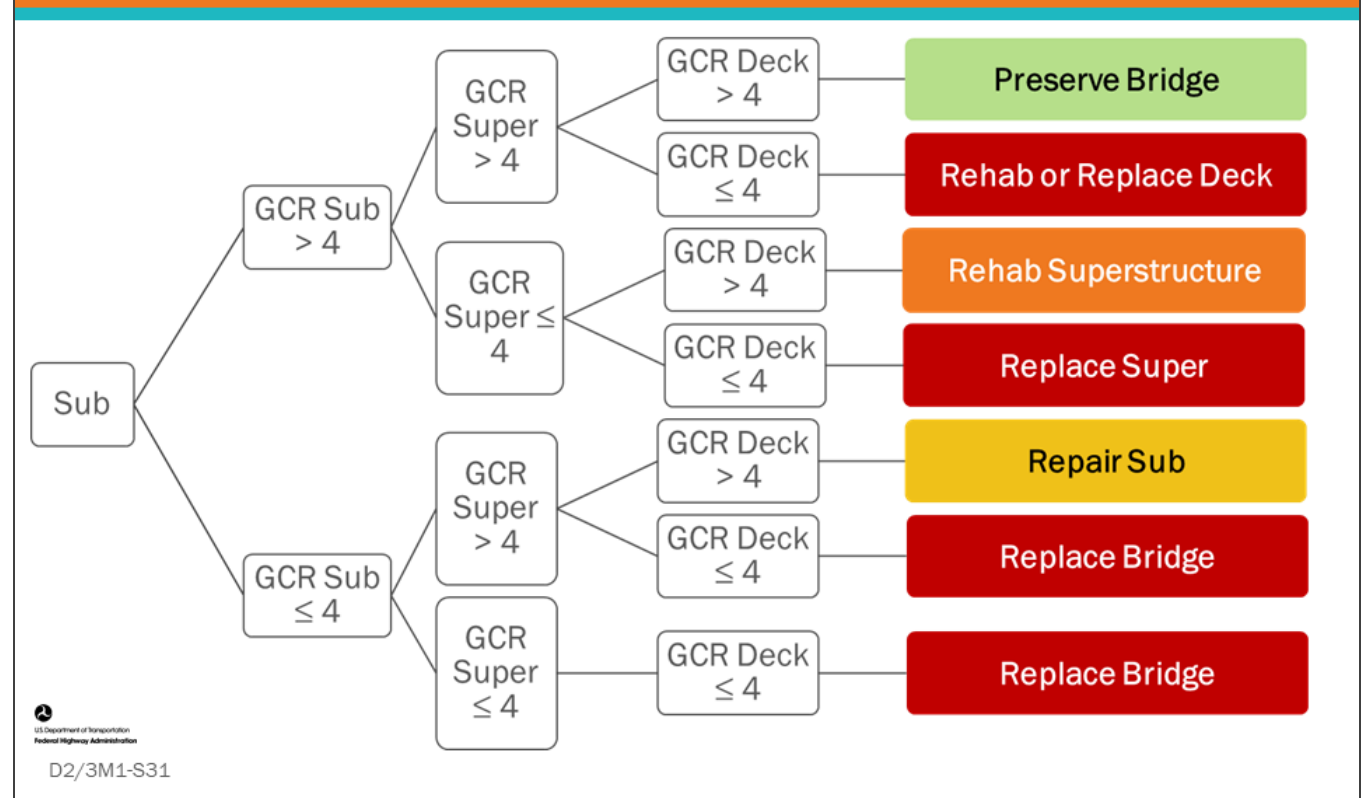 GCR Deck
> 4
Preserve Bridge
GCR
Super
> 4
GCR Deck
≤ 4
Rehab or Replace Deck
GCR Sub
> 4
GCR Deck
> 4
Rehab Superstructure
GCR
Super ≤
4
GCR Deck
≤ 4
Replace Super
Sub
GCR Deck
> 4
Repair Sub
GCR
Super
> 4
GCR Deck
≤ 4
Replace Bridge
GCR Sub
≤ 4
GCR
Super
≤ 4
GCR Deck
≤ 4
Replace Bridge
U.S. Department of Transportation
Federal Highway Administration
D2/3M1-S31